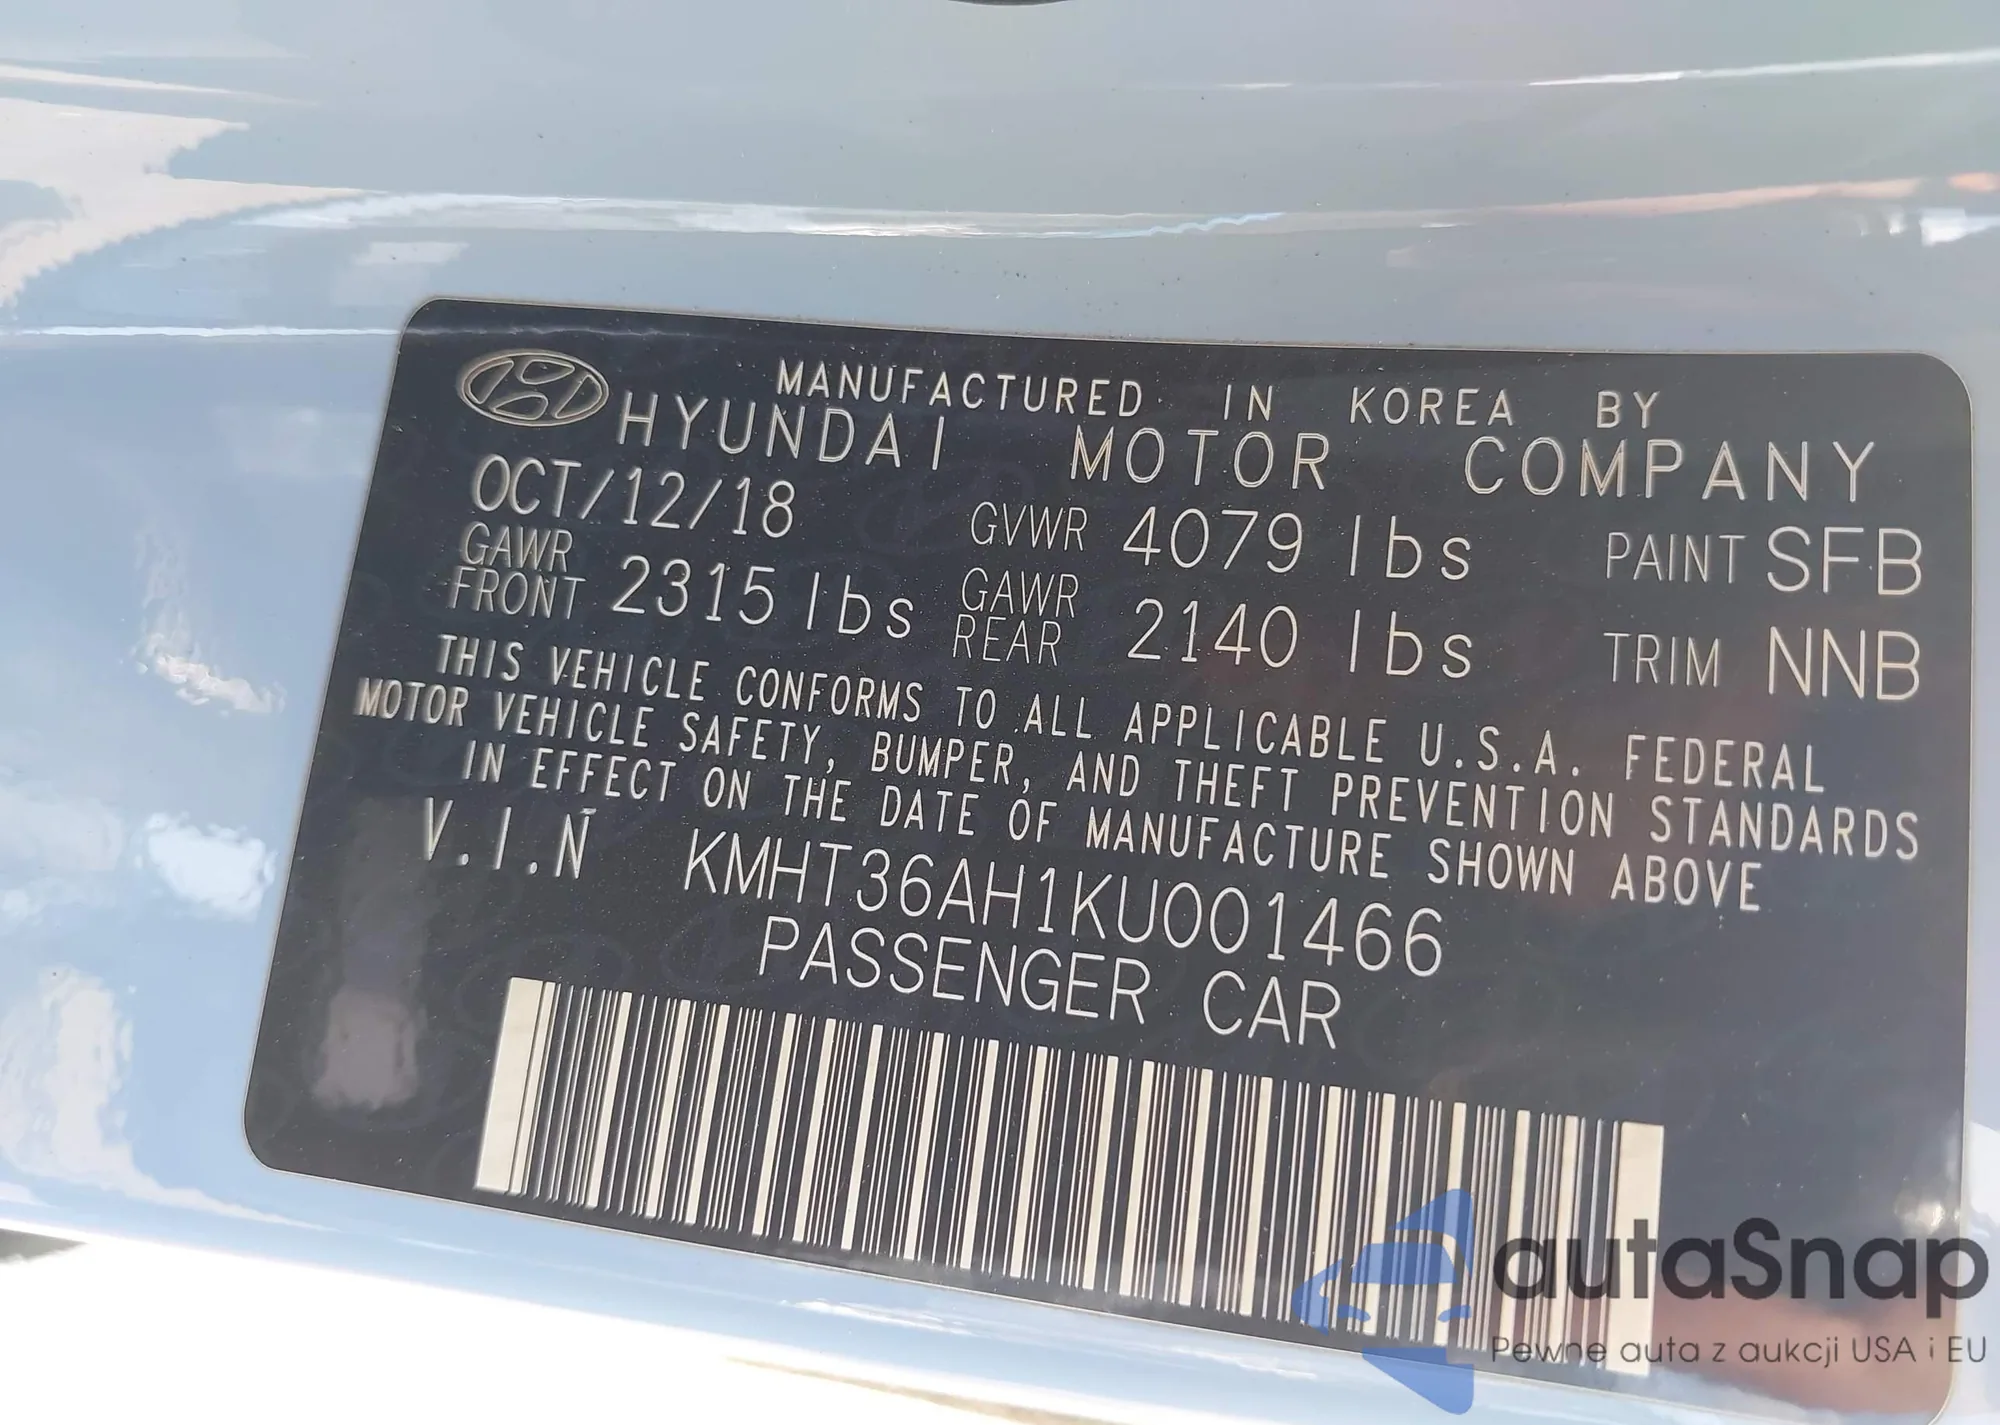 MANUFACTURED IN KOREA BY
HYUNDAI MOTOR COMPANY
OCT/12/18 GVWR 4079 lbs PAINT SFB
GAWR FRONT 2315 lbs GAWR REAR 2140 lbs TRIM NNB
THIS VEHICLE CONFORMS TO ALL APPLICABLE U.S.A. FEDERAL
MOTOR VEHICLE SAFETY, BUMPER, AND THEFT PREVENTION STANDARDS
IN EFFECT ON THE DATE OF MANUFACTURE SHOWN ABOVE
V.I.N KMHT36AH1KU001466
PASSENGER CAR
autaSnap
Pewne auta z aukcji USA i EU